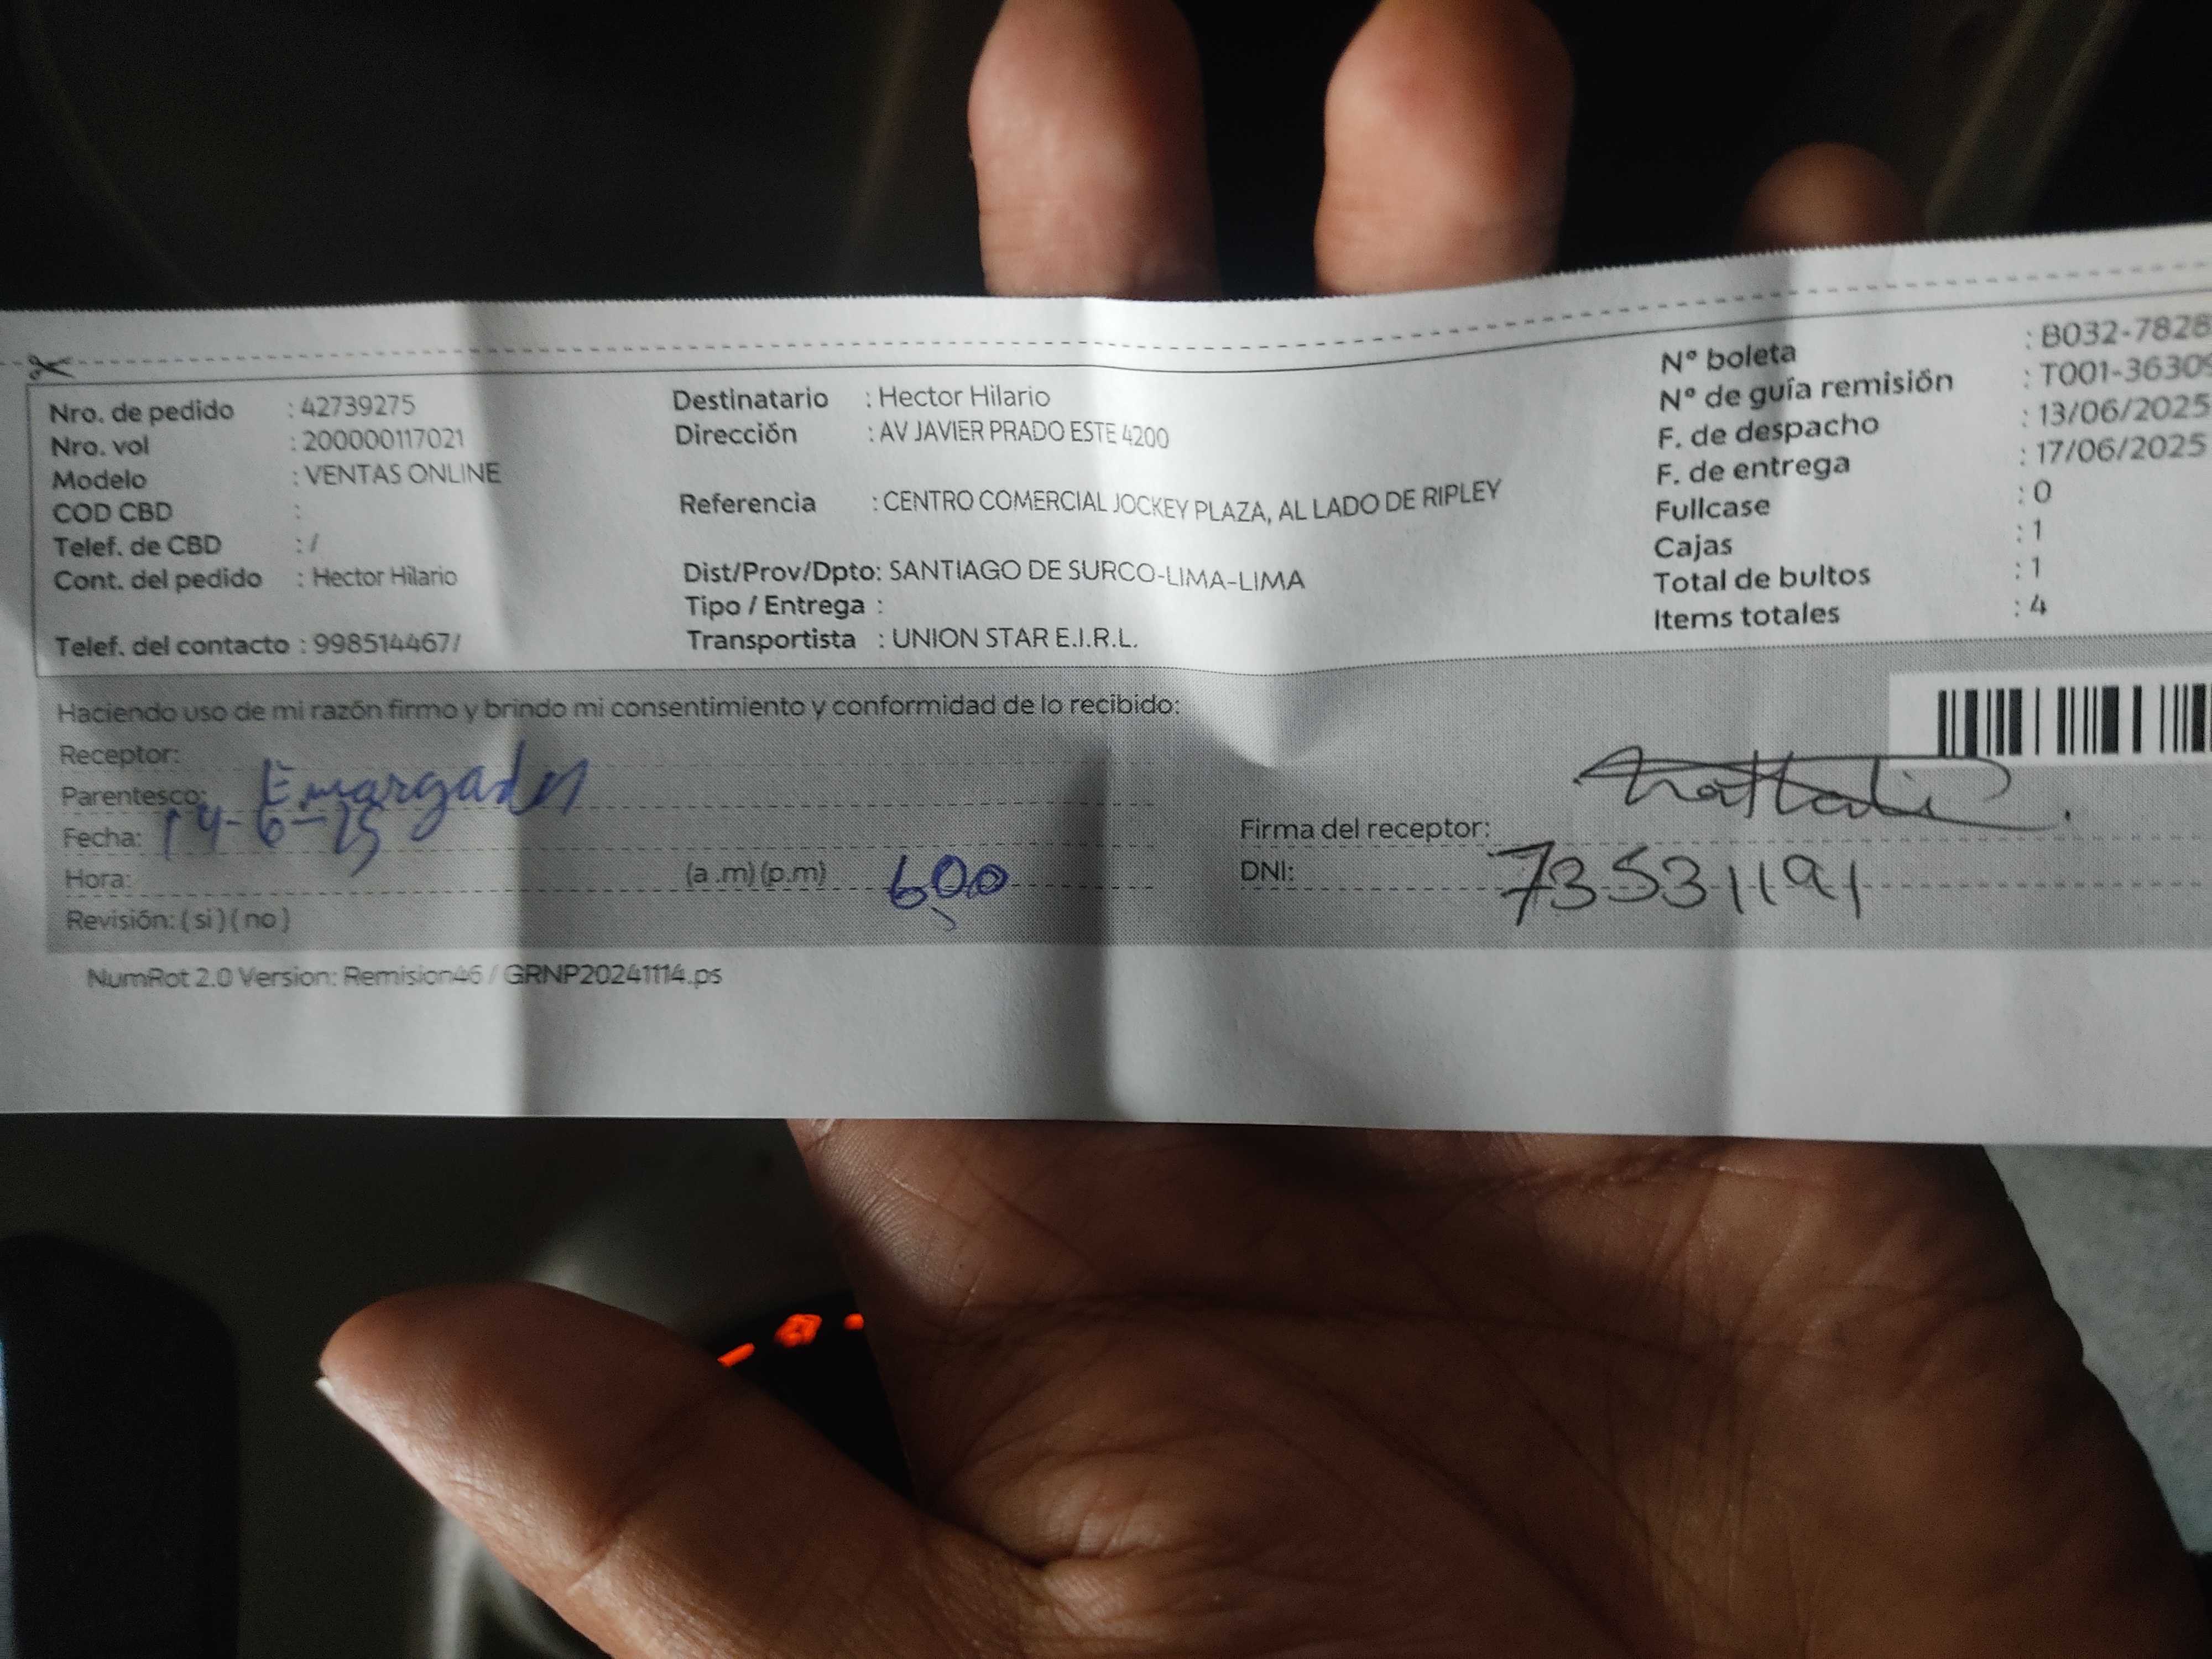 Nro. de pedido : 42739275
Nro. vol : 200000117021
Modelo : VENTAS ONLINE
COD CBD :
Telef. de CBD : /
Cont. del pedido : Hector Hilario
Telef. del contacto : 998514467/
Destinatario : Hector Hilario
Dirección : AV JAVIER PRADO ESTE 4200
Referencia : CENTRO COMERCIAL JOCKEY PLAZA, AL LADO DE RIPLEY
Dist/Prov/Dpto: SANTIAGO DE SURCO-LIMA-LIMA
Tipo / Entrega :
Transportista : UNION STAR E.I.R.L.
N° boleta : B032-7828
N° de guía remisión : T001-36309
F. de despacho : 13/06/2025
F. de entrega : 17/06/2025
Fullcase : 0
Cajas : 1
Total de bultos : 1
Items totales : 4
Haciendo uso de mi razón firmo y brindo mi consentimiento y conformidad de lo recibido:
Receptor:
Parentesco:
Fecha: 14-6-25
Hora: (a.m)(p.m) 600
Revisión: (si)(no)
Firma del receptor:
DNI: 73531191
NumRot 2.0 Version: Remision46 / GRNP20241114.ps